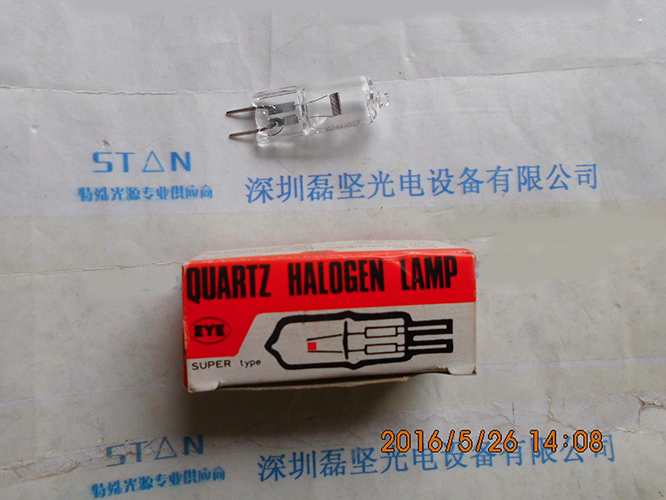 STAN
特殊光源专业供应商
深圳磊坚光电设备有限公司
QUARTZ HALOGEN LAMP
EYE
SUPER type
2016/5/26 14:08
STAN
特殊光源专业供应商
深圳磊坚光电设备有限公司